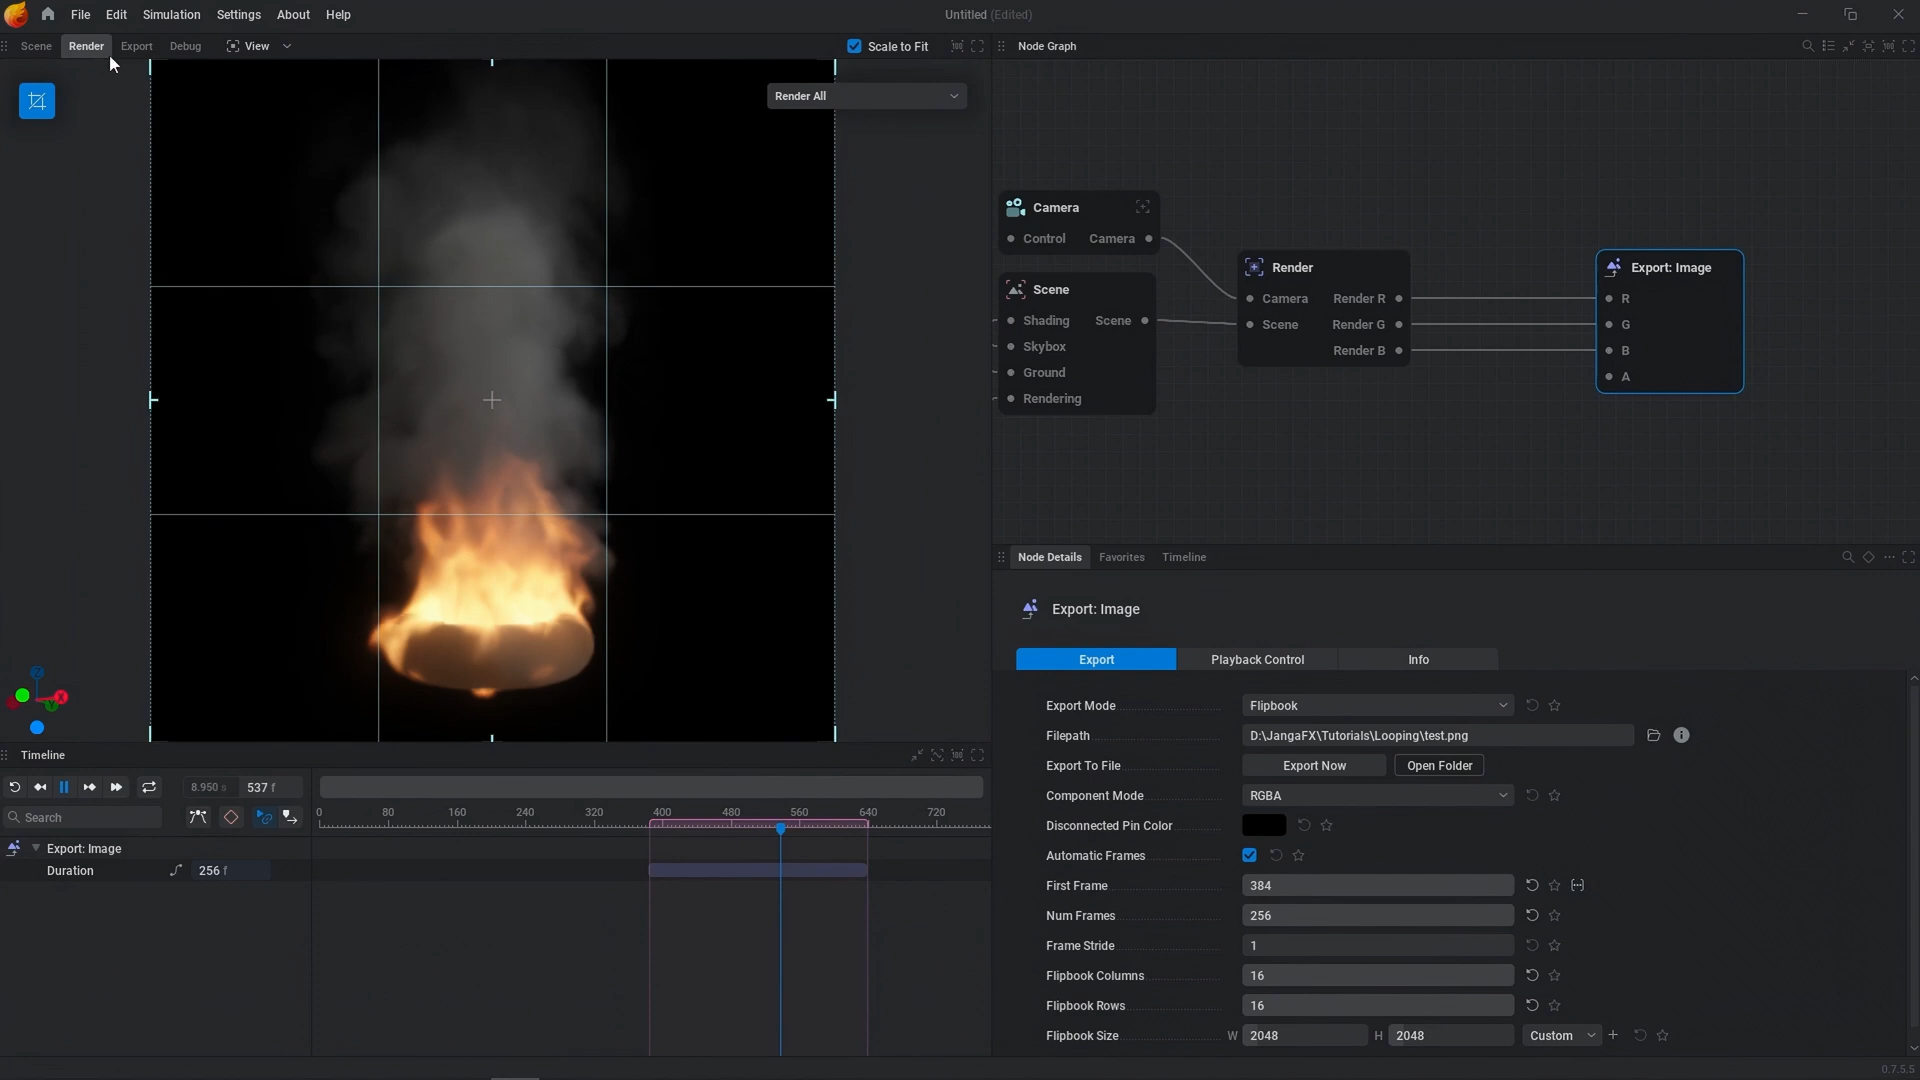 File Edit Simulation Settings About Help
Untitled (Edited)
Scene Render Export Debug View
Scale to Fit
Render All
Node Graph
Camera
Control Camera
Scene
Shading Scene
Skybox
Ground
Rendering
Render
Camera Render R
Scene Render G
Render B
Export: Image
R
G
B
A
Node Details Favorites Timeline
Export: Image
Export Playback Control Info
Export Mode Flipbook
Filepath D:\JangaFX\Tutorials\Looping\test.png
Export To File Export Now Open Folder
Component Mode RGBA
Disconnected Pin Color
Automatic Frames
First Frame 384
Num Frames 256
Frame Stride 1
Flipbook Columns 16
Flipbook Rows 16
Flipbook Size W 2048 H 2048 Custom
Z
X
Y
Timeline
8.950 s 537 f
Search
0 80 160 240 320 400 480 560 640 720
Export: Image
Duration 256 f
0.7.5.5